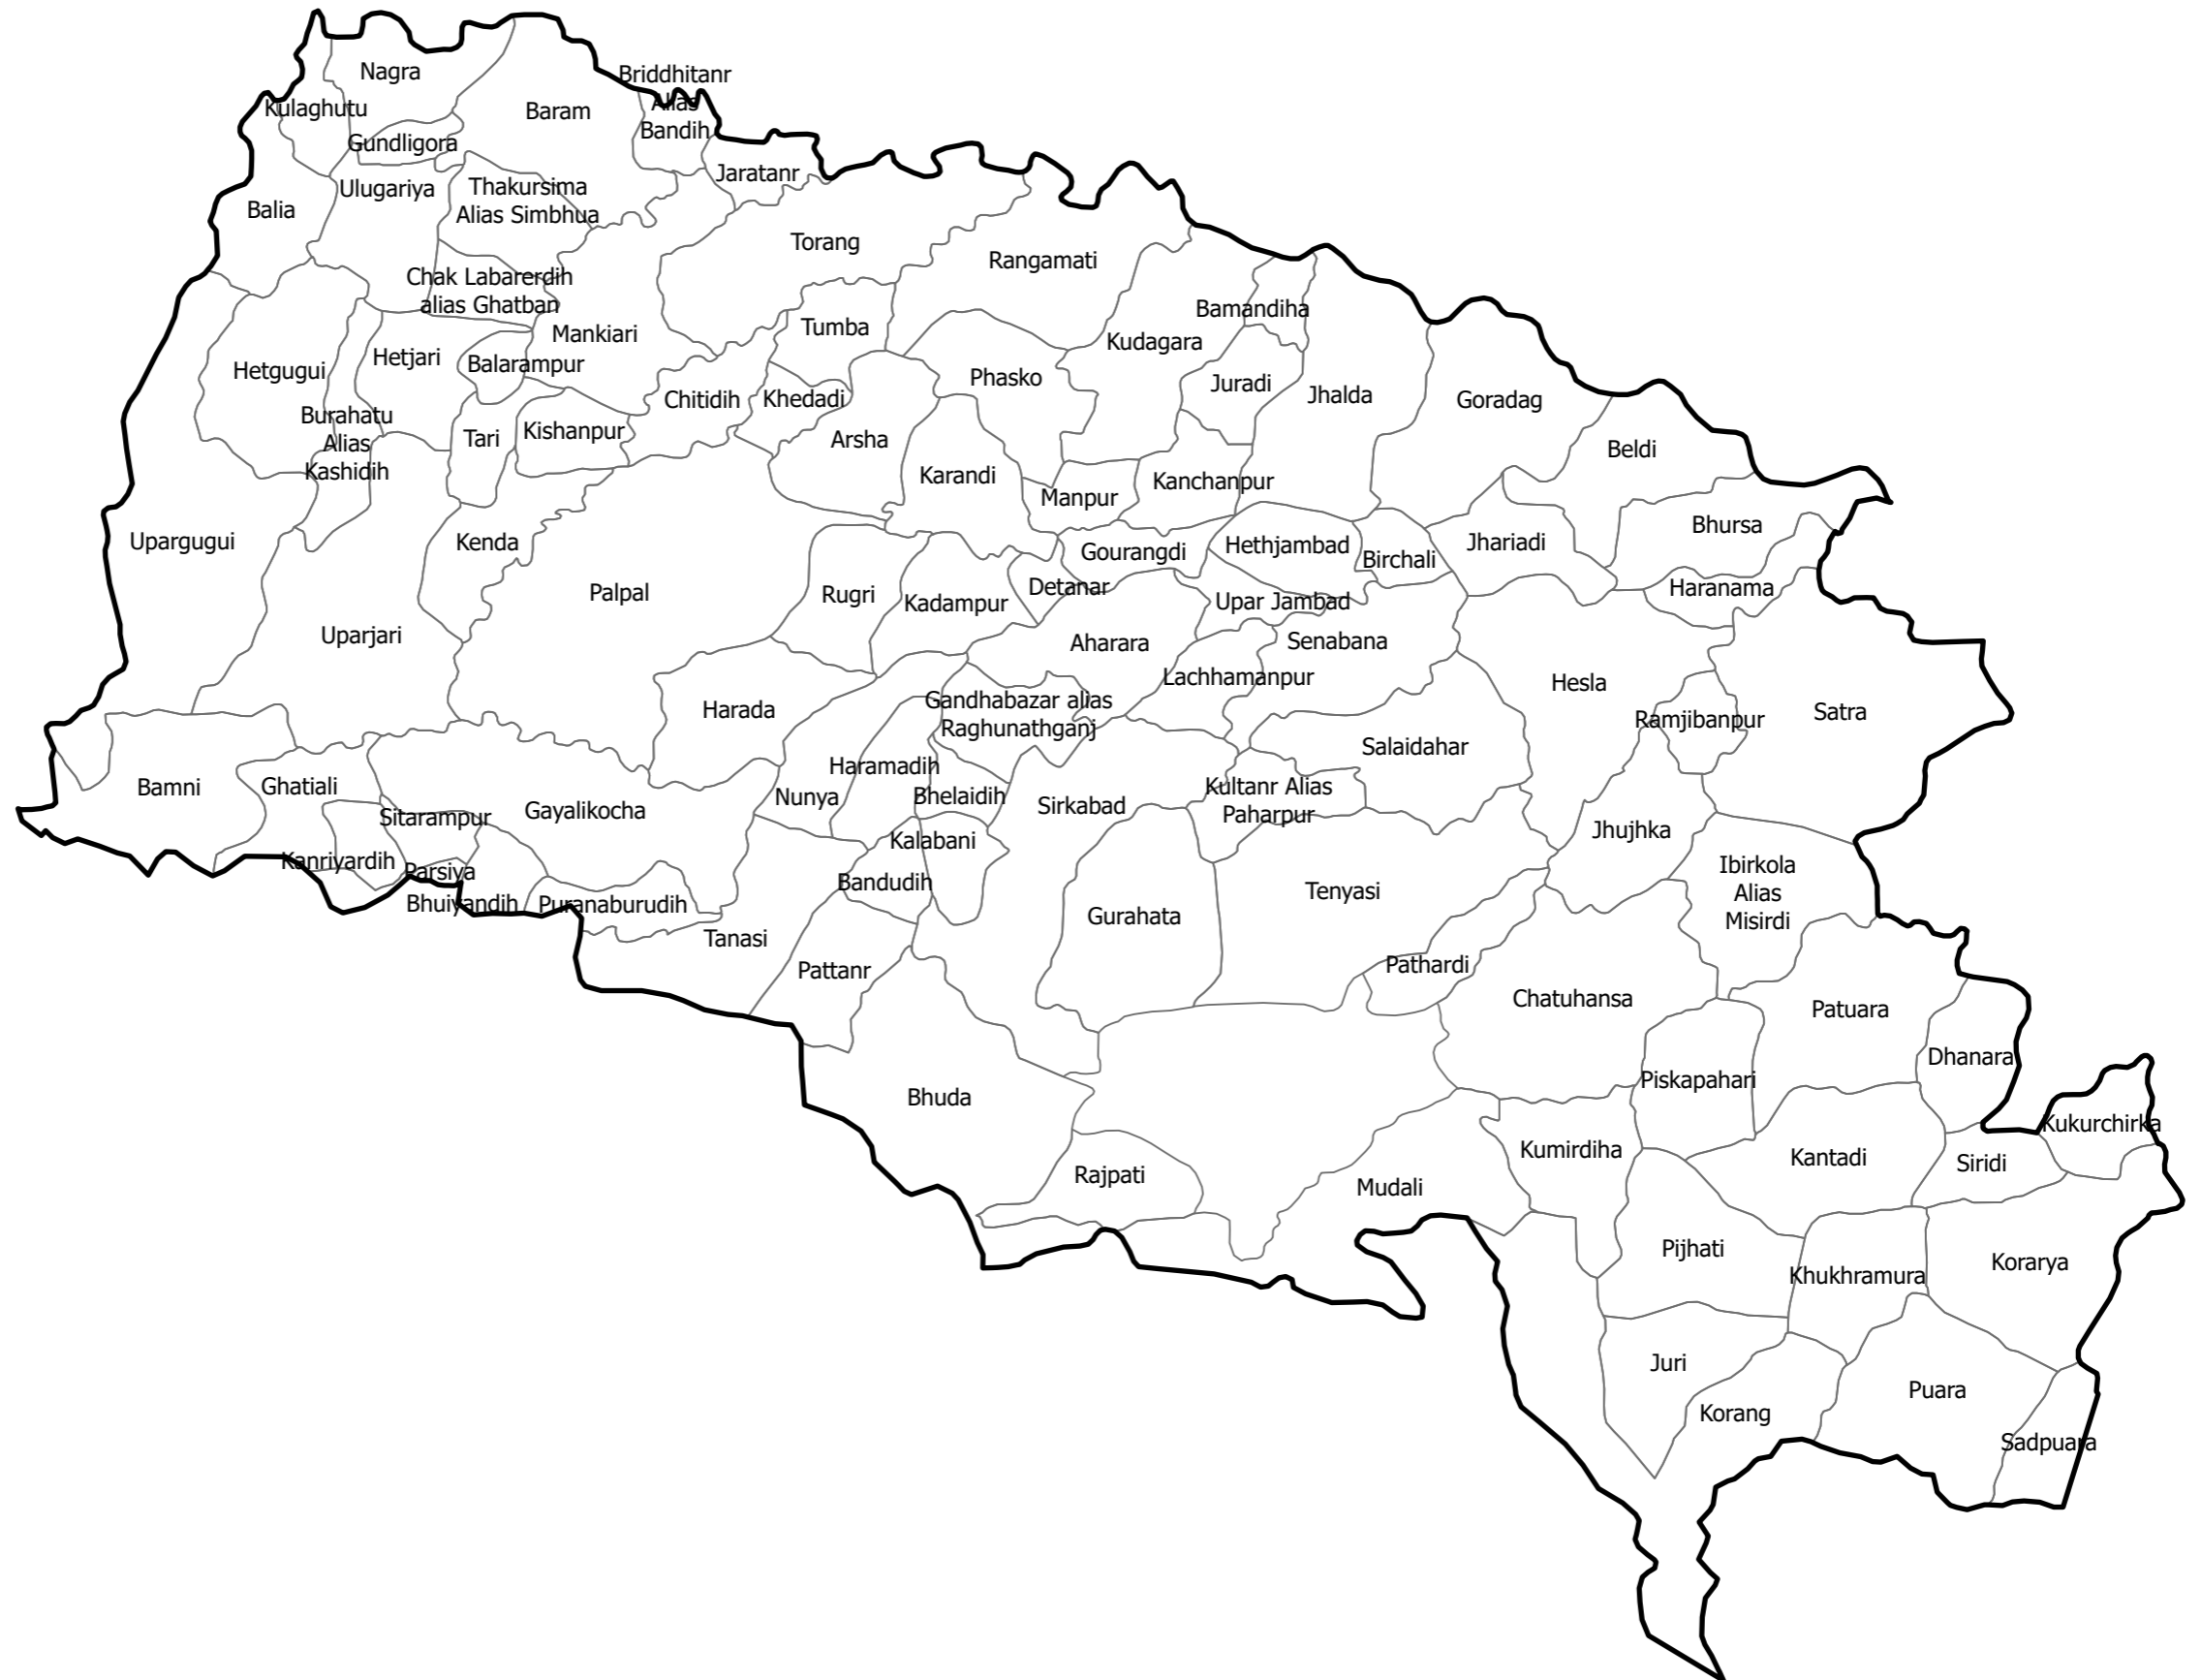 Nagra
Kulaghutu
Gundligora
Baram
Briddhitanr
Alias
Bandih
Jaratanr
Balia
Ulugariya
Thakursima
Alias Simbhua
Chak Labarerdih
alias Ghatban
Torang
Rangamati
Mankiari
Tumba
Bamandiha
Kudagara
Hetgugui
Hetjari
Balarampur
Chitidih
Khedadi
Phasko
Juradi
Jhalda
Goradag
Burahatu
Alias
Kashidih
Tari
Kishanpur
Arsha
Karandi
Manpur
Kanchanpur
Beldi
Bhursa
Upargugui
Kenda
Gourangdi
Hethjambad
Birchali
Jhariadi
Palpal
Rugri
Kadampur
Detanar
Upar Jambad
Haranama
Uparjari
Aharara
Senabana
Lachhamanpur
Hesla
Harada
Gandhabazar alias
Raghunathganj
Ramjibanpur
Satra
Salaidahar
Bamni
Ghatiali
Haramadih
Nunya
Bhelaidih
Sirkabad
Kultanr Alias
Paharpur
Sitarampur
Gayalikocha
Kalabani
Jhujhka
Kanriyardih
Parsiya
Bhuiyandih
Puranaburudih
Bandudih
Gurahata
Tenyasi
Ibirkola
Alias
Misirdi
Tanasi
Pattanr
Pathardi
Chatuhansa
Patuara
Dhanara
Bhuda
Piskapahari
Kukurchirka
Rajpati
Mudali
Kumirdiha
Kantadi
Siridi
Pijhati
Khukhramura
Korarya
Juri
Korang
Puara
Sadpuara